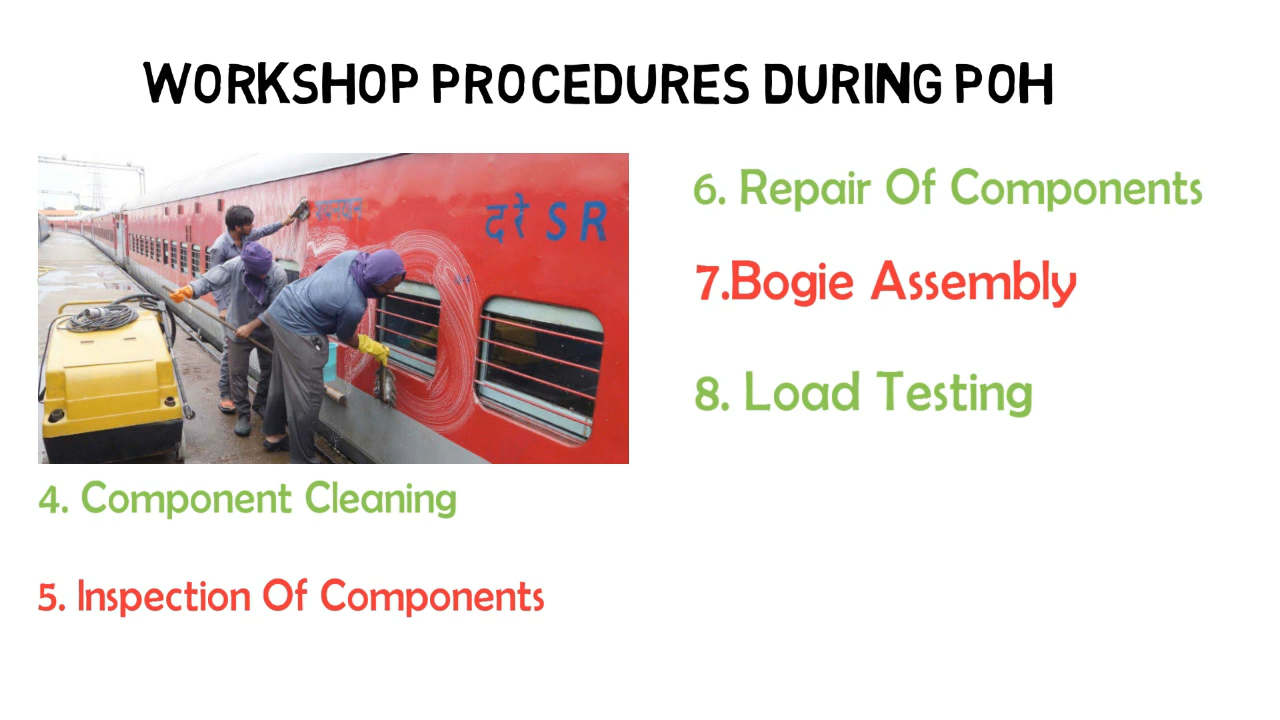 WORKSHOP PROCEDURES DURING POH
दरे SR
4. Component Cleaning
5. Inspection Of Components
6. Repair Of Components
7.Bogie Assembly
8. Load Testing